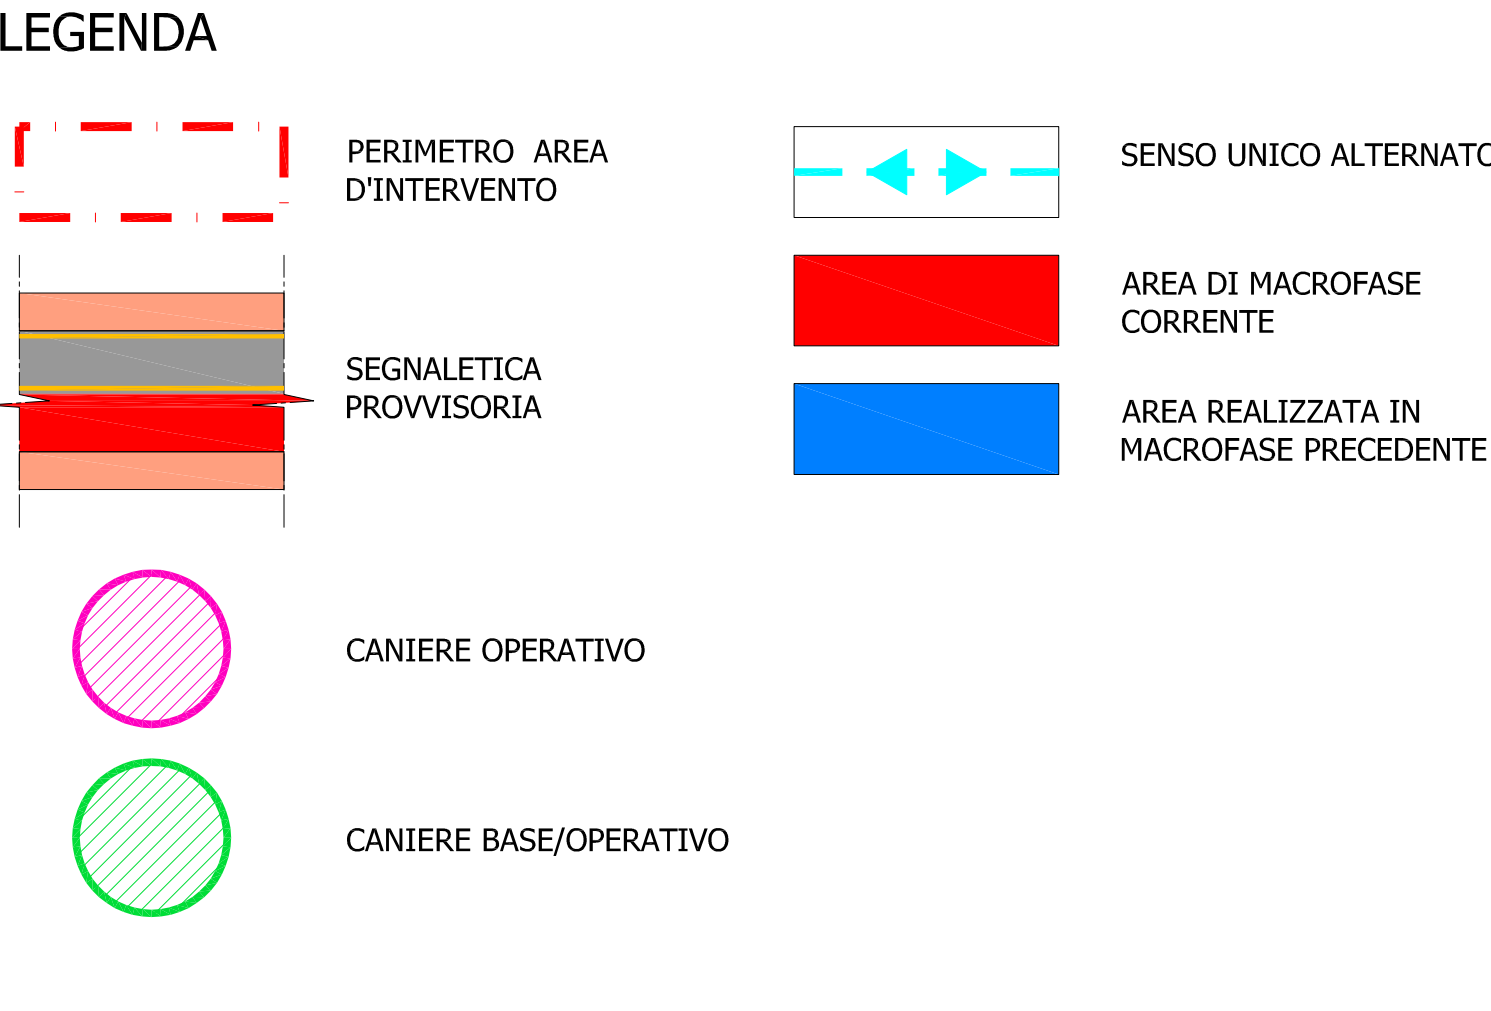 LEGENDA
PERIMETRO AREA
D'INTERVENTO
SEGNALETICA
PROVVISORIA
CANIERE OPERATIVO
CANIERE BASE/OPERATIVO
SENSO UNICO ALTERNATO
AREA DI MACROFASE
CORRENTE
AREA REALIZZATA IN
MACROFASE PRECEDENTE